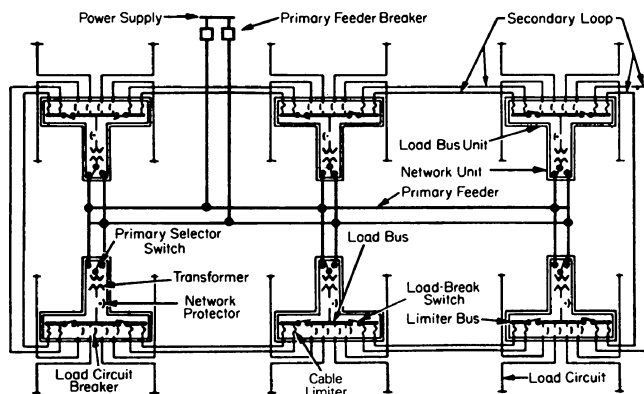 Power Supply
Primary Feeder Breaker
Secondary Loop
Load Bus Unit
Network Unit
Primary Feeder
Primary Selector
Switch
Load Bus
Transformer
Load-Break
Switch
Network
Protector
Limiter Bus
Load Circuit
Breaker
Cable
Limiter
Load Circuit